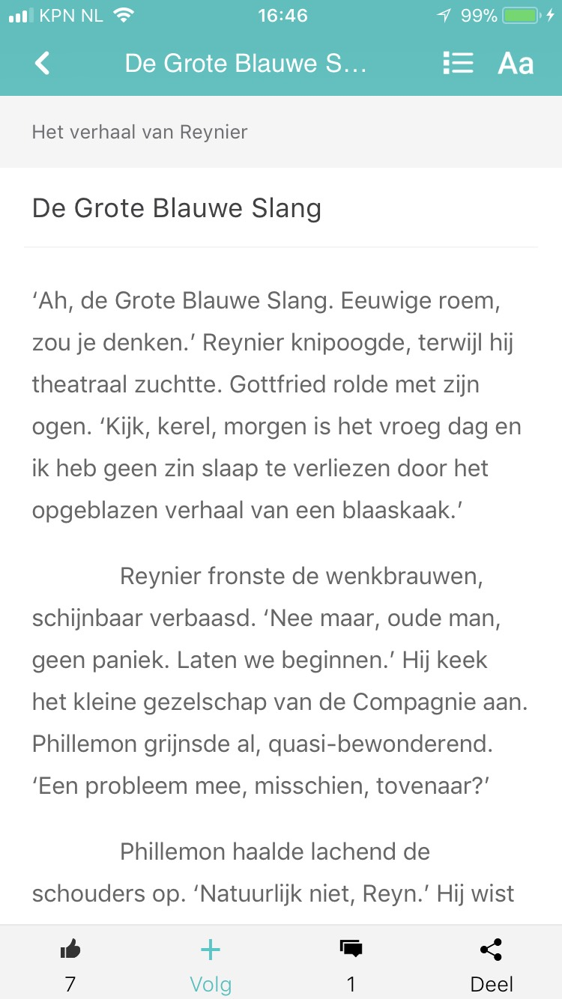 KPN NL 16:46 99%
De Grote Blauwe S... Aa
Het verhaal van Reynier
De Grote Blauwe Slang
‘Ah, de Grote Blauwe Slang. Eeuwige roem,
zou je denken.’ Reynier knipoogde, terwijl hij
theatraal zuchtte. Gottfried rolde met zijn
ogen. ‘Kijk, kerel, morgen is het vroeg dag en
ik heb geen zin slaap te verliezen door het
opgeblazen verhaal van een blaaskaak.’
Reynier fronste de wenkbrauwen,
schijnbaar verbaasd. ‘Nee maar, oude man,
geen paniek. Laten we beginnen.’ Hij keek
het kleine gezelschap van de Compagnie aan.
Phillemon grijnsde al, quasi-bewonderend.
‘Een probleem mee, misschien, tovenaar?’
Phillemon haalde lachend de
schouders op. ‘Natuurlijk niet, Reyn.’ Hij wist
7 Volg 1 Deel